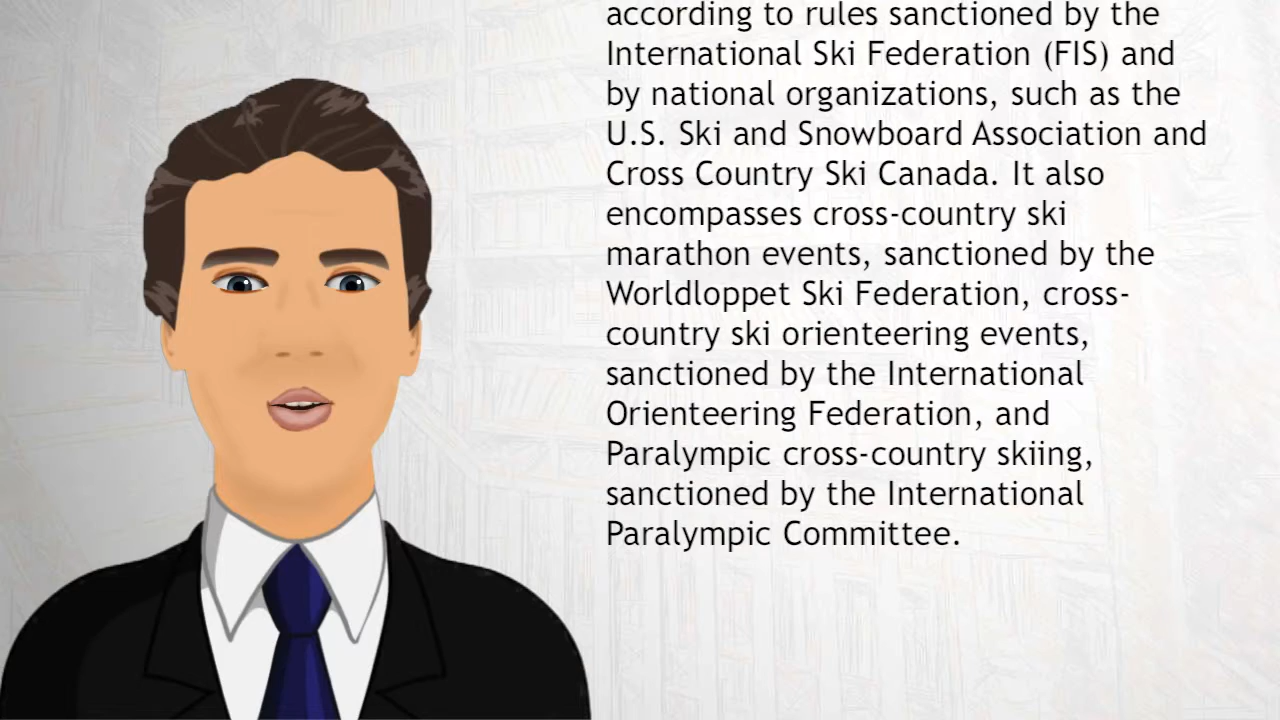 according to rules sanctioned by the
International Ski Federation (FIS) and
by national organizations, such as the
U.S. Ski and Snowboard Association and
Cross Country Ski Canada. It also
encompasses cross-country ski
marathon events, sanctioned by the
Worldloppet Ski Federation, cross-
country ski orienteering events,
sanctioned by the International
Orienteering Federation, and
Paralympic cross-country skiing,
sanctioned by the International
Paralympic Committee.